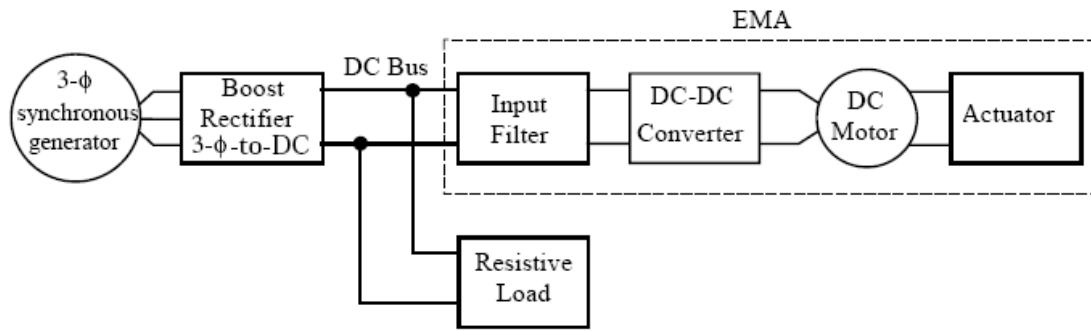 EMA
3-ϕ
synchronous
generator
Boost
Rectifier
3-ϕ-to-DC
DC Bus
Input
Filter
DC-DC
Converter
DC
Motor
Actuator
Resistive
Load